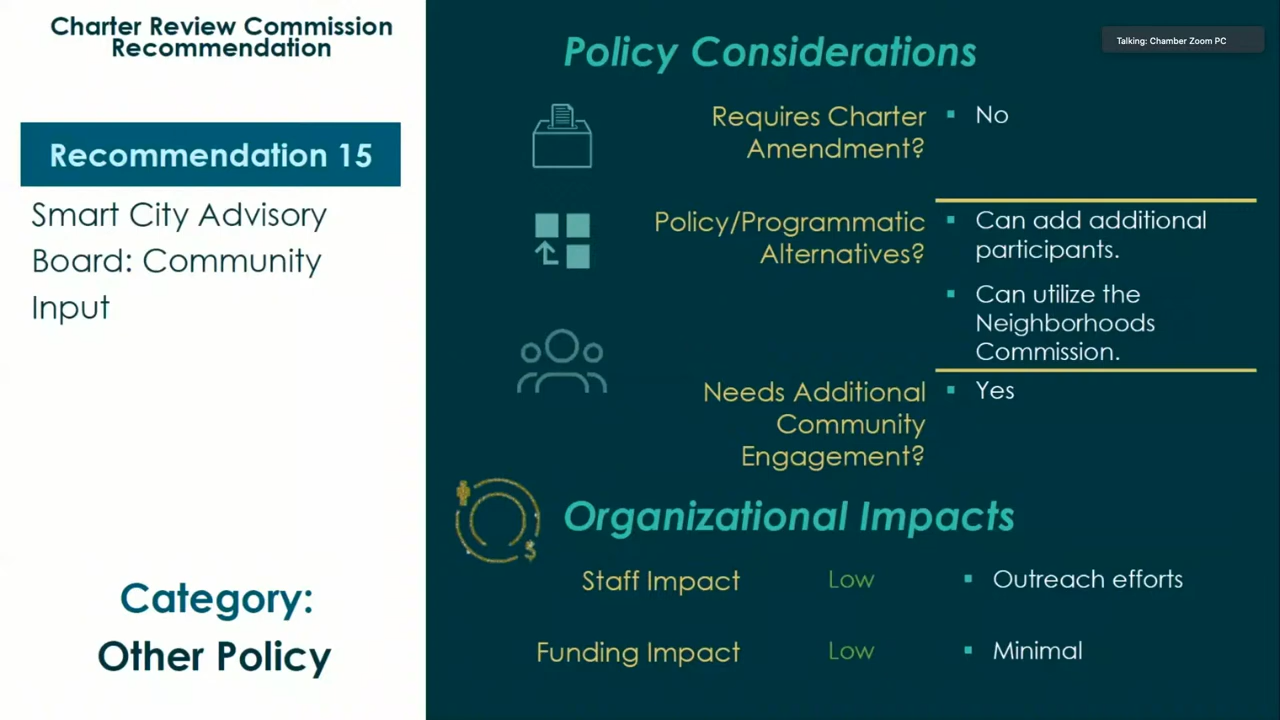 Charter Review Commission
Recommendation
Recommendation 15
Smart City Advisory
Board: Community
Input
Category:
Other Policy
Talking: Chamber Zoom PC
Policy Considerations
Requires Charter
Amendment?
▪ No
Policy/Programmatic
Alternatives?
▪ Can add additional
participants.
▪ Can utilize the
Neighborhoods
Commission.
Needs Additional
Community
Engagement?
▪ Yes
$
Organizational Impacts
Staff Impact Low ▪ Outreach efforts
Funding Impact Low ▪ Minimal